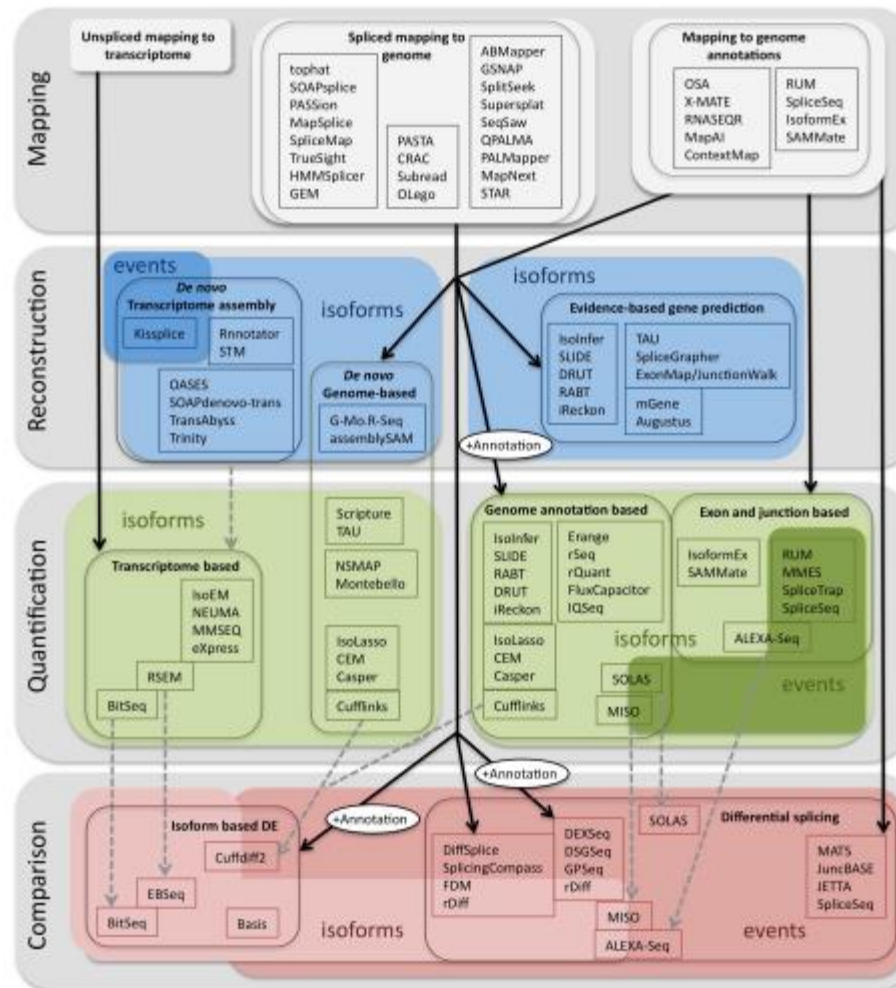 Mapping
Unspliced mapping to
transcriptome
Spliced mapping to
genome
tophat
SOAPsplice
PASSion
MapSplice
SpliceMap
TrueSight
HMMSplicer
GEM
PASTA
CRAC
Subread
OLego
ABMapper
GSNAP
SplitSeek
Supersplat
SeqSaw
QPALMA
PALMapper
MapNext
STAR
Mapping to genome
annotations
OSA
X-MATE
RNASEQR
MapAl
ContextMap
RUM
SpliceSeq
IsoformEx
SAMMate
Reconstruction
events
De novo
Transcriptome assembly
Kissplice
Rnnotator
STM
OASES
SOAPdenovo-trans
TransAbyss
Trinity
isoforms
De novo
Genome-based
G-Mo.R-Seq
assemblySAM
isoforms
Evidence-based gene prediction
IsoInfer
SLIDE
DRUT
RABT
iReckon
TAU
SpliceGrapher
ExonMap/JunctionWalk
mGene
Augustus
+Annotation
Quantification
isoforms
Transcriptome based
IsoEM
NEUMA
MMSEQ
eXpress
RSEM
BitSeq
Scripture
TAU
NSMAP
Montebello
IsoLasso
CEM
Casper
Cufflinks
Genome annotation based
IsoInfer
SLIDE
RABT
DRUT
iReckon
Erange
rSeq
rQuant
FluxCapacitor
IQSeq
IsoLasso
CEM
Casper
Cufflinks
isoforms
SOLAS
MISO
Exon and junction based
IsoformEx
SAMMate
RUM
MMES
SpliceTrap
SpliceSeq
ALEXA-Seq
events
Comparison
+Annotation
+Annotation
Isoform based DE
Cuffdiff2
EBSeq
BitSeq
Basis
isoforms
DiffSplice
SplicingCompass
FDM
rDiff
DEXSeq
DSGSeq
GPSeq
rDiff
SOLAS
Differential splicing
MATS
JuncBASE
JETTA
SpliceSeq
MISO
ALEXA-Seq
events